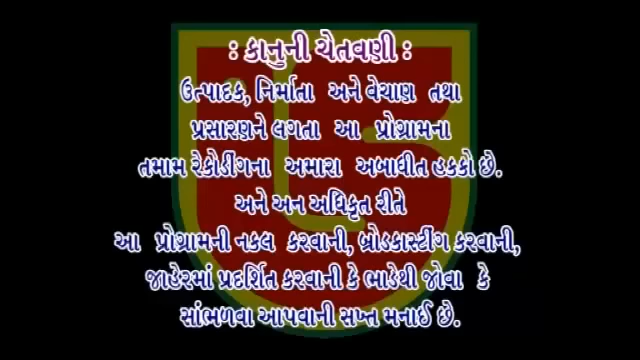 : કાનુની ચેતવણી :
ઉત્પાદક, નિર્માતા અને વેચાણ તથા
પ્રસારણને લગતા આ પ્રોગ્રામના
તમામ રેકોર્ડીંગના અમારા અબાધીત હકકો છે.
અને અન અધિકૃત રીતે
આ પ્રોગ્રામની નકલ કરવાની, બ્રોડકાસ્ટીંગ કરવાની,
જાહેરમાં પ્રદર્શિત કરવાની કે ભાડેથી જોવા કે
સાંભળવા આપવાની સખ્ત મનાઈ છે.